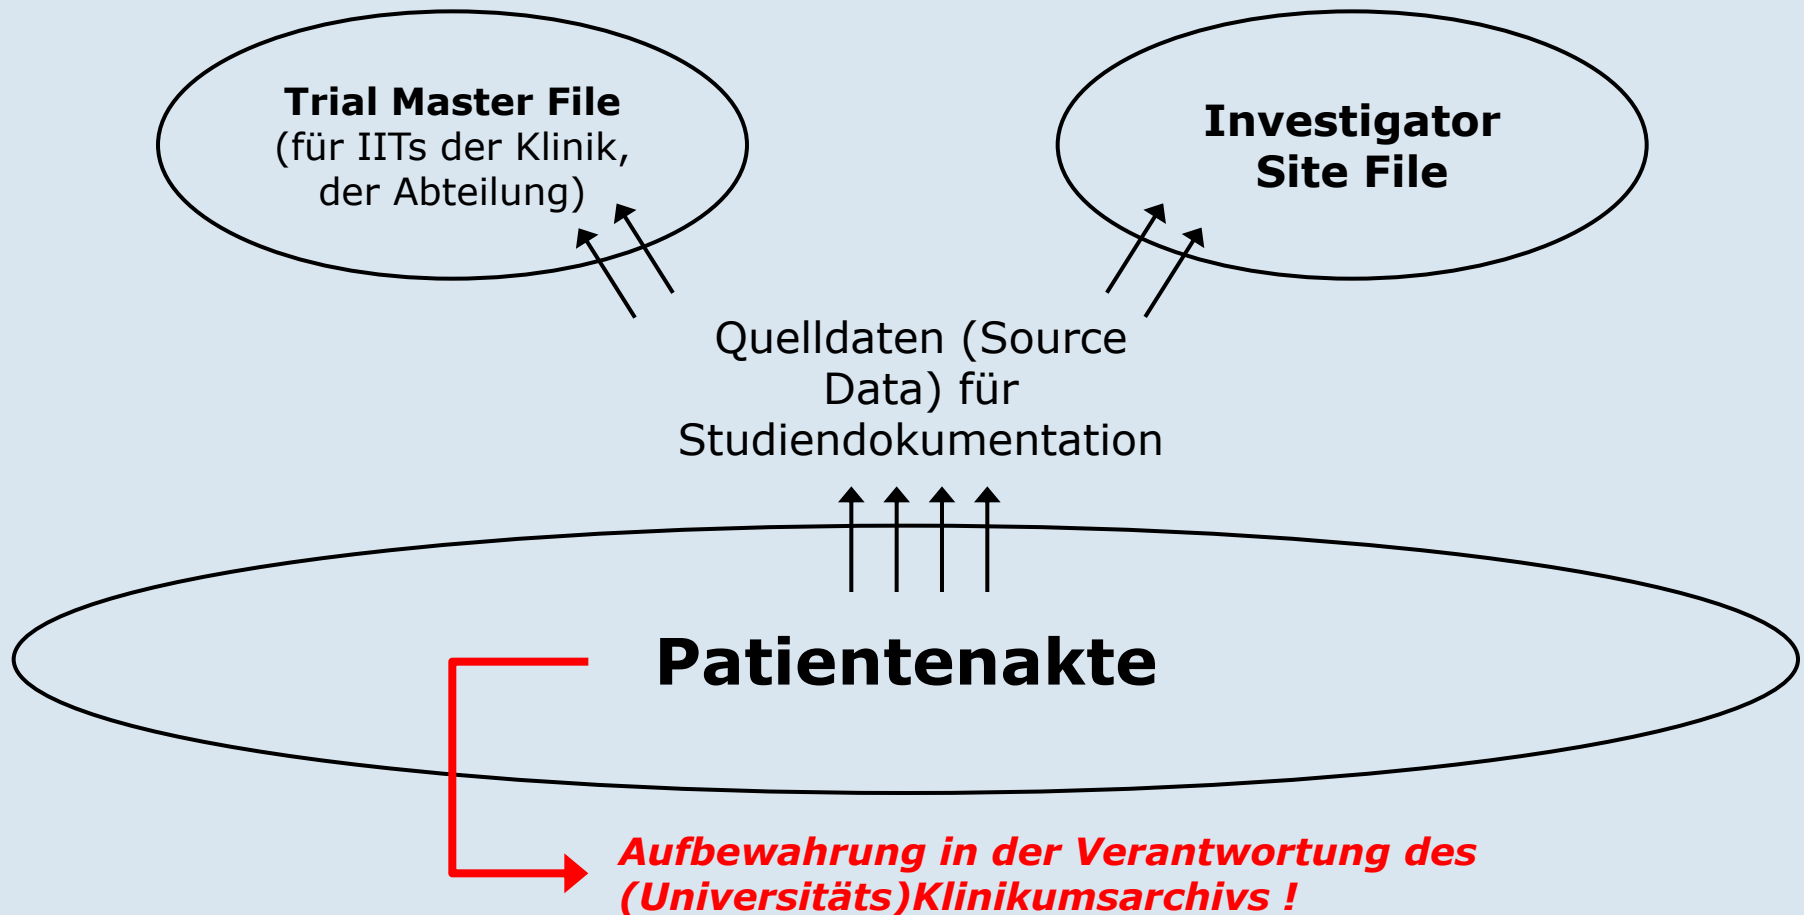 Trial Master File
(für IITs der Klinik,
der Abteilung)
Investigator
Site File
Quelldaten (Source
Data) für
Studiendokumentation
Patientenakte
Aufbewahrung in der Verantwortung des
(Universitäts)Klinikumsarchivs !